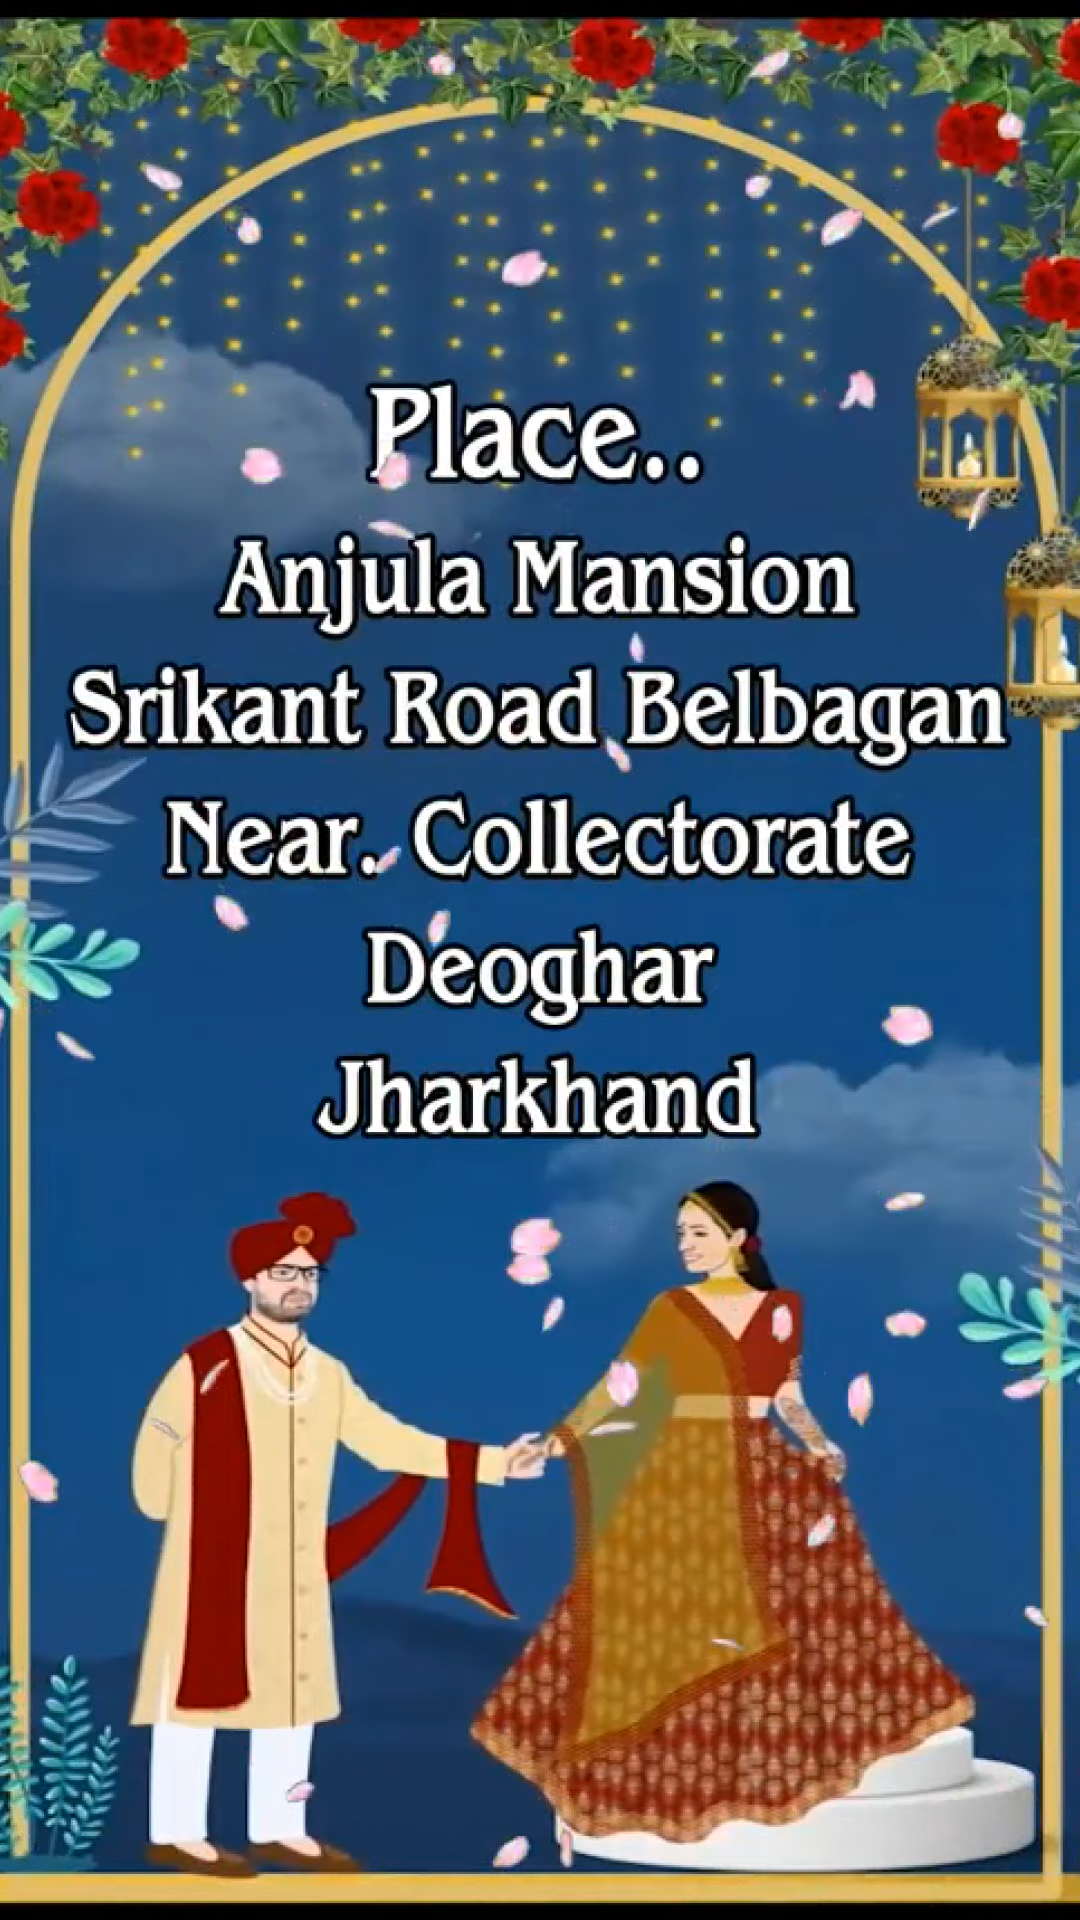 Place..
Anjula Mansion
Srikant Road Belbagan
Near. Collectorate
Deoghar
Jharkhand